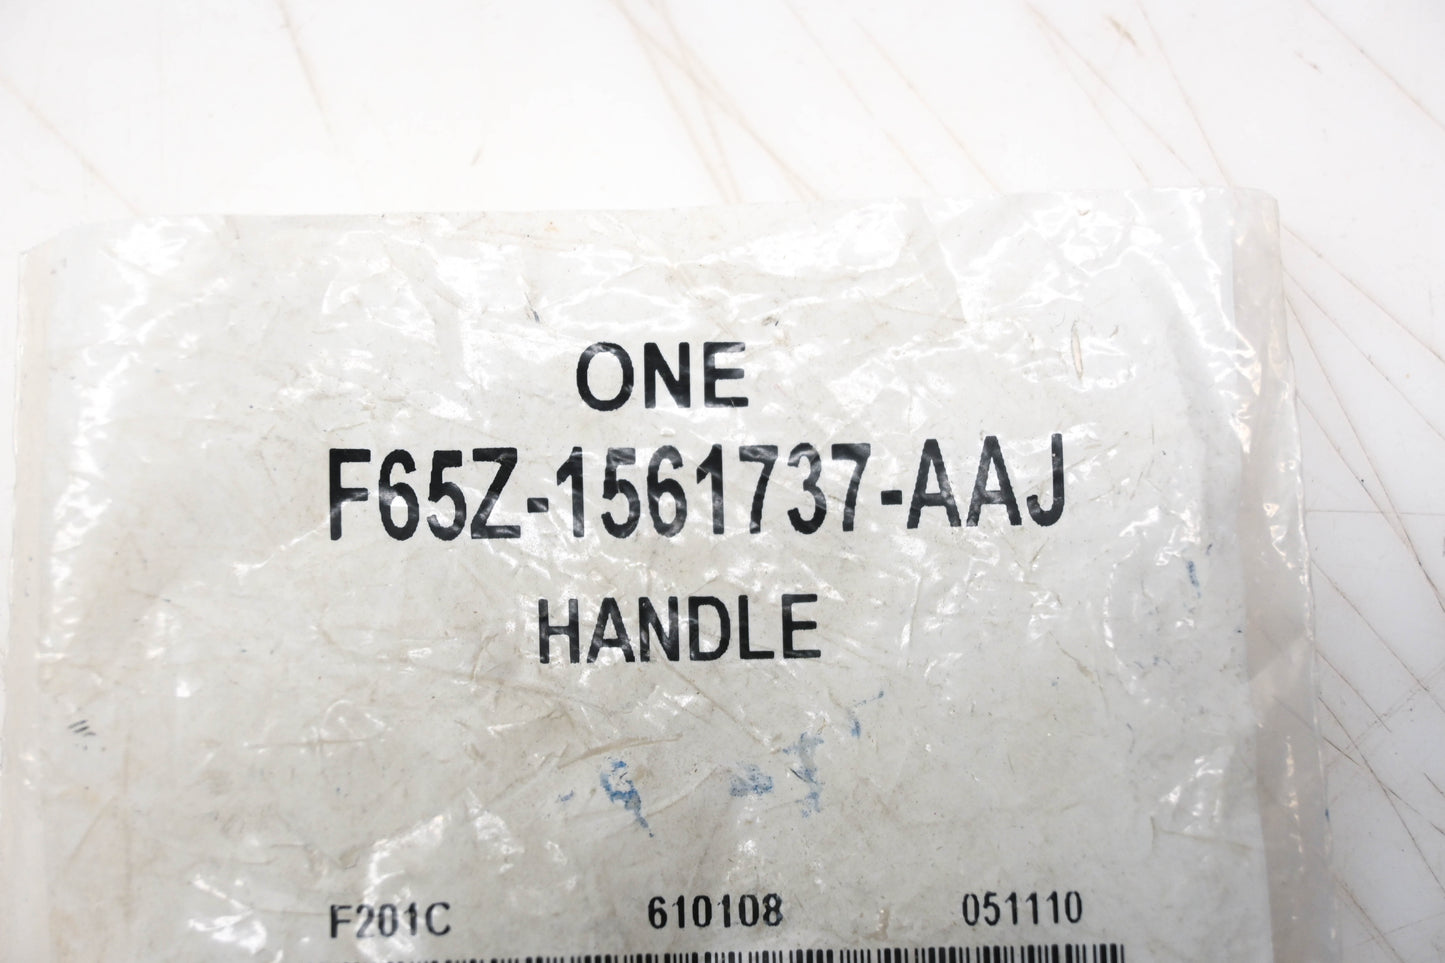 ONE
F65Z-1561737-AAJ
HANDLE
F201C 610108 051110